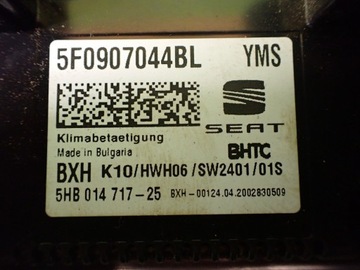 5F0907044BL YMS
SEAT
Klimabetaetigung
Made in Bulgaria
BHTC
BXH K10/HWH06/SW2401/01S
5HB 014 717-25 BXH-00124.04.2002830509